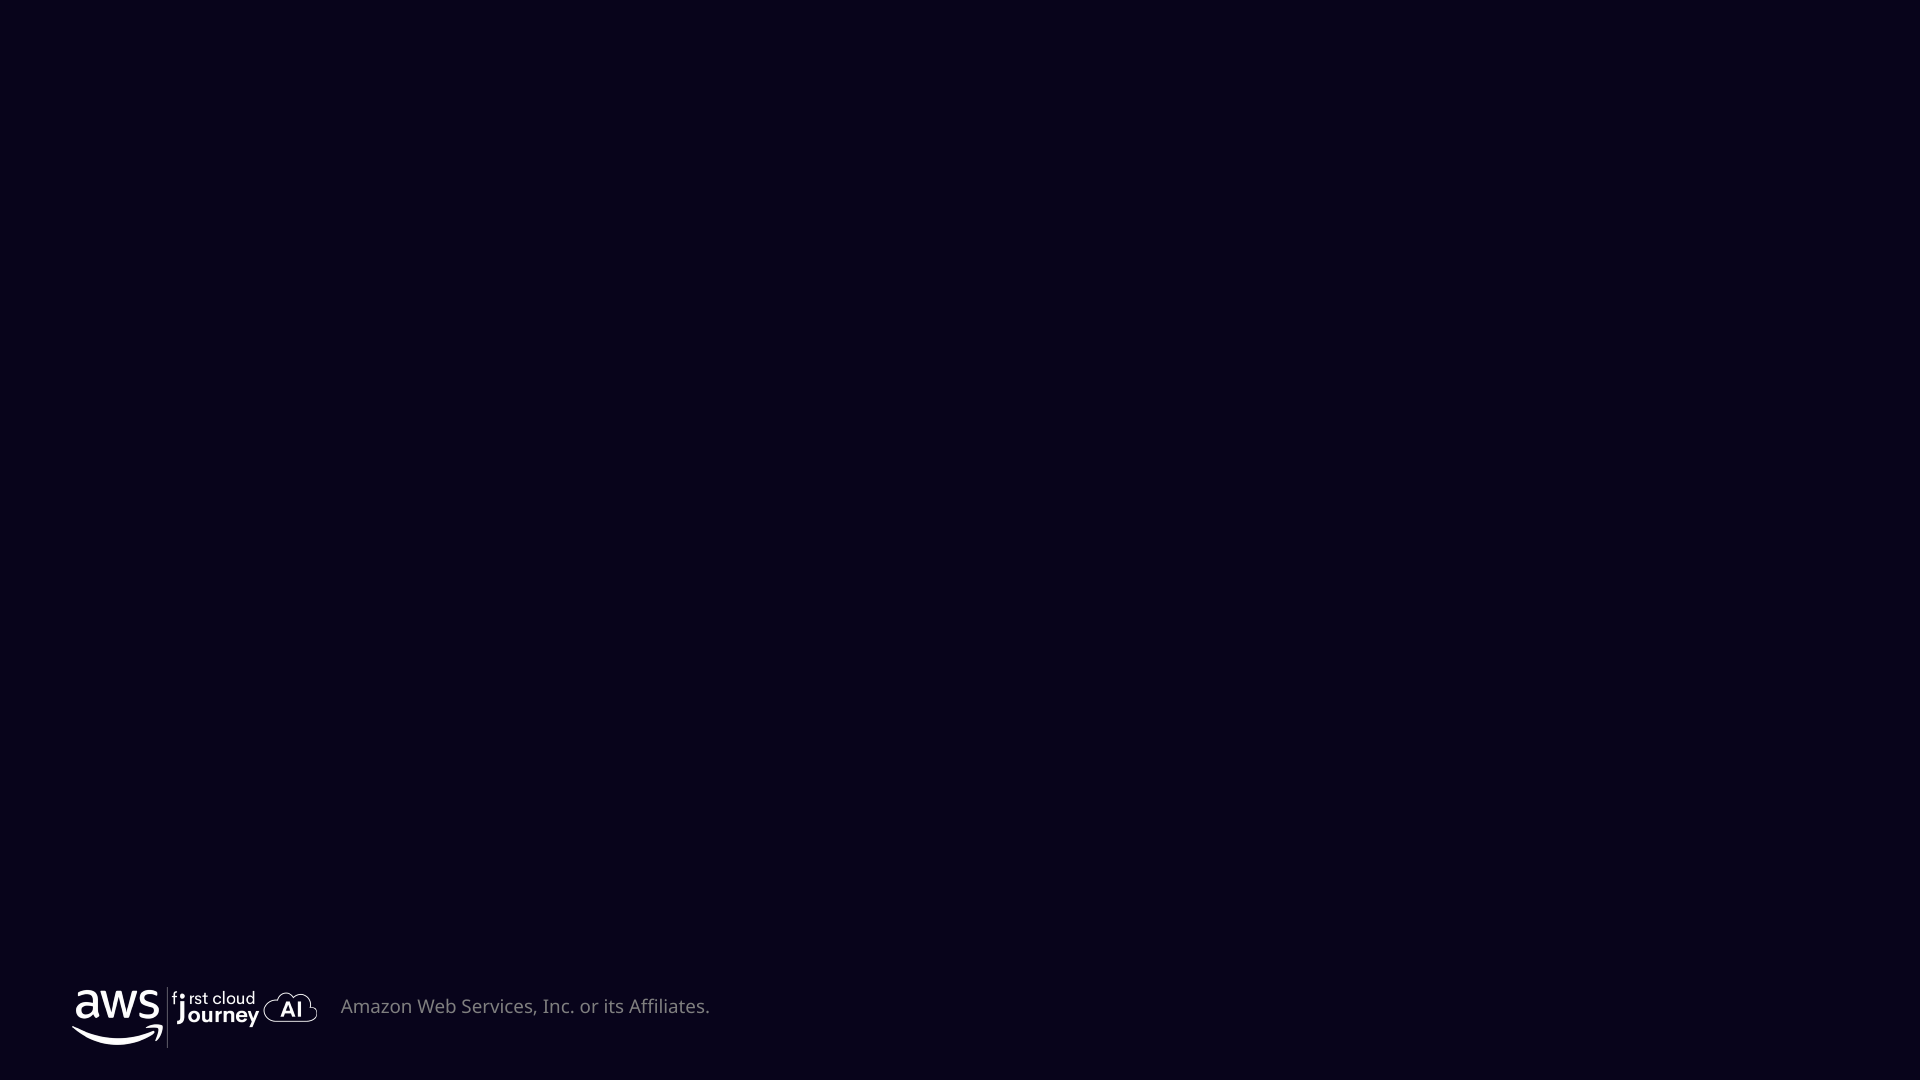 aws
first cloud
journey
AI
Amazon Web Services, Inc. or its Affiliates.